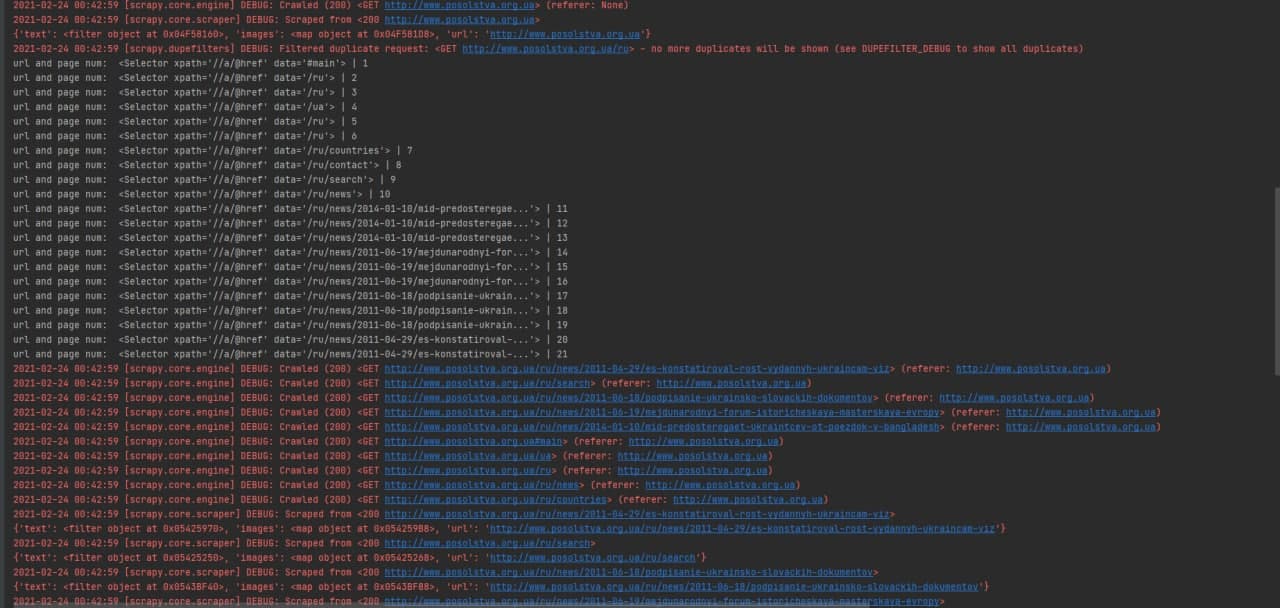 2021-02-24 00:42:59 [scrapy.core.engine] DEBUG: Crawled (200) <GET http://www.posolstva.org.ua> (referer: None)
2021-02-24 00:42:59 [scrapy.core.scraper] DEBUG: Scraped from <200 http://www.posolstva.org.ua>
{'text': <filter object at 0x04F58160>, 'images': <map object at 0x04F581D8>, 'url': 'http://www.posolstva.org.ua'}
2021-02-24 00:42:59 [scrapy.dupefilters] DEBUG: Filtered duplicate request: <GET http://www.posolstva.org.ua/ru> - no more duplicates will be shown (see DUPEFILTER_DEBUG to show all duplicates)
url and page num:  <Selector xpath='//a/@href' data='#main'> | 1
url and page num:  <Selector xpath='//a/@href' data='/ru'> | 2
url and page num:  <Selector xpath='//a/@href' data='/ru'> | 3
url and page num:  <Selector xpath='//a/@href' data='/ua'> | 4
url and page num:  <Selector xpath='//a/@href' data='/ru'> | 5
url and page num:  <Selector xpath='//a/@href' data='/ru'> | 6
url and page num:  <Selector xpath='//a/@href' data='/ru/countries'> | 7
url and page num:  <Selector xpath='//a/@href' data='/ru/contact'> | 8
url and page num:  <Selector xpath='//a/@href' data='/ru/search'> | 9
url and page num:  <Selector xpath='//a/@href' data='/ru/news'> | 10
url and page num:  <Selector xpath='//a/@href' data='/ru/news/2014-01-10/mid-predosteregae...'> | 11
url and page num:  <Selector xpath='//a/@href' data='/ru/news/2014-01-10/mid-predosteregae...'> | 12
url and page num:  <Selector xpath='//a/@href' data='/ru/news/2014-01-10/mid-predosteregae...'> | 13
url and page num:  <Selector xpath='//a/@href' data='/ru/news/2011-06-19/mejdunarodnyi-for...'> | 14
url and page num:  <Selector xpath='//a/@href' data='/ru/news/2011-06-19/mejdunarodnyi-for...'> | 15
url and page num:  <Selector xpath='//a/@href' data='/ru/news/2011-06-19/mejdunarodnyi-for...'> | 16
url and page num:  <Selector xpath='//a/@href' data='/ru/news/2011-06-18/podpisanie-ukrain...'> | 17
url and page num:  <Selector xpath='//a/@href' data='/ru/news/2011-06-18/podpisanie-ukrain...'> | 18
url and page num:  <Selector xpath='//a/@href' data='/ru/news/2011-06-18/podpisanie-ukrain...'> | 19
url and page num:  <Selector xpath='//a/@href' data='/ru/news/2011-04-29/es-konstatiroval-...'> | 20
url and page num:  <Selector xpath='//a/@href' data='/ru/news/2011-04-29/es-konstatiroval-...'> | 21
2021-02-24 00:42:59 [scrapy.core.engine] DEBUG: Crawled (200) <GET http://www.posolstva.org.ua/ru/news/2011-04-29/es-konstatiroval-rost-vydannyh-ukraincam-viz> (referer: http://www.posolstva.org.ua)
2021-02-24 00:42:59 [scrapy.core.engine] DEBUG: Crawled (200) <GET http://www.posolstva.org.ua/ru/search> (referer: http://www.posolstva.org.ua)
2021-02-24 00:42:59 [scrapy.core.engine] DEBUG: Crawled (200) <GET http://www.posolstva.org.ua/ru/news/2011-06-18/podpisanie-ukrainsko-slovackih-dokumentov> (referer: http://www.posolstva.org.ua)
2021-02-24 00:42:59 [scrapy.core.engine] DEBUG: Crawled (200) <GET http://www.posolstva.org.ua/ru/news/2011-06-19/mejdunarodnyi-forum-istoricheskaya-masterskaya-evropy> (referer: http://www.posolstva.org.ua)
2021-02-24 00:42:59 [scrapy.core.engine] DEBUG: Crawled (200) <GET http://www.posolstva.org.ua/ru/news/2014-01-10/mid-predosteregaet-ukraintcev-ot-poezdok-v-bangladesh> (referer: http://www.posolstva.org.ua)
2021-02-24 00:42:59 [scrapy.core.engine] DEBUG: Crawled (200) <GET http://www.posolstva.org.ua#main> (referer: http://www.posolstva.org.ua)
2021-02-24 00:42:59 [scrapy.core.engine] DEBUG: Crawled (200) <GET http://www.posolstva.org.ua/ua> (referer: http://www.posolstva.org.ua)
2021-02-24 00:42:59 [scrapy.core.engine] DEBUG: Crawled (200) <GET http://www.posolstva.org.ua/ru> (referer: http://www.posolstva.org.ua)
2021-02-24 00:42:59 [scrapy.core.engine] DEBUG: Crawled (200) <GET http://www.posolstva.org.ua/ru/news> (referer: http://www.posolstva.org.ua)
2021-02-24 00:42:59 [scrapy.core.engine] DEBUG: Crawled (200) <GET http://www.posolstva.org.ua/ru/countries> (referer: http://www.posolstva.org.ua)
2021-02-24 00:42:59 [scrapy.core.scraper] DEBUG: Scraped from <200 http://www.posolstva.org.ua/ru/news/2011-04-29/es-konstatiroval-rost-vydannyh-ukraincam-viz>
{'text': <filter object at 0x05425970>, 'images': <map object at 0x054259B8>, 'url': 'http://www.posolstva.org.ua/ru/news/2011-04-29/es-konstatiroval-rost-vydannyh-ukraincam-viz'}
2021-02-24 00:42:59 [scrapy.core.scraper] DEBUG: Scraped from <200 http://www.posolstva.org.ua/ru/search>
{'text': <filter object at 0x05425250>, 'images': <map object at 0x05425268>, 'url': 'http://www.posolstva.org.ua/ru/search'}
2021-02-24 00:42:59 [scrapy.core.scraper] DEBUG: Scraped from <200 http://www.posolstva.org.ua/ru/news/2011-06-18/podpisanie-ukrainsko-slovackih-dokumentov>
{'text': <filter object at 0x0543BF40>, 'images': <map object at 0x0543BF88>, 'url': 'http://www.posolstva.org.ua/ru/news/2011-06-18/podpisanie-ukrainsko-slovackih-dokumentov'}
2021-02-24 00:42:59 [scrapy.core.scraper] DEBUG: Scraped from <200 http://www.posolstva.org.ua/ru/news/2011-06-19/mejdunarodnyi-forum-istoricheskaya-masterskaya-evropy>